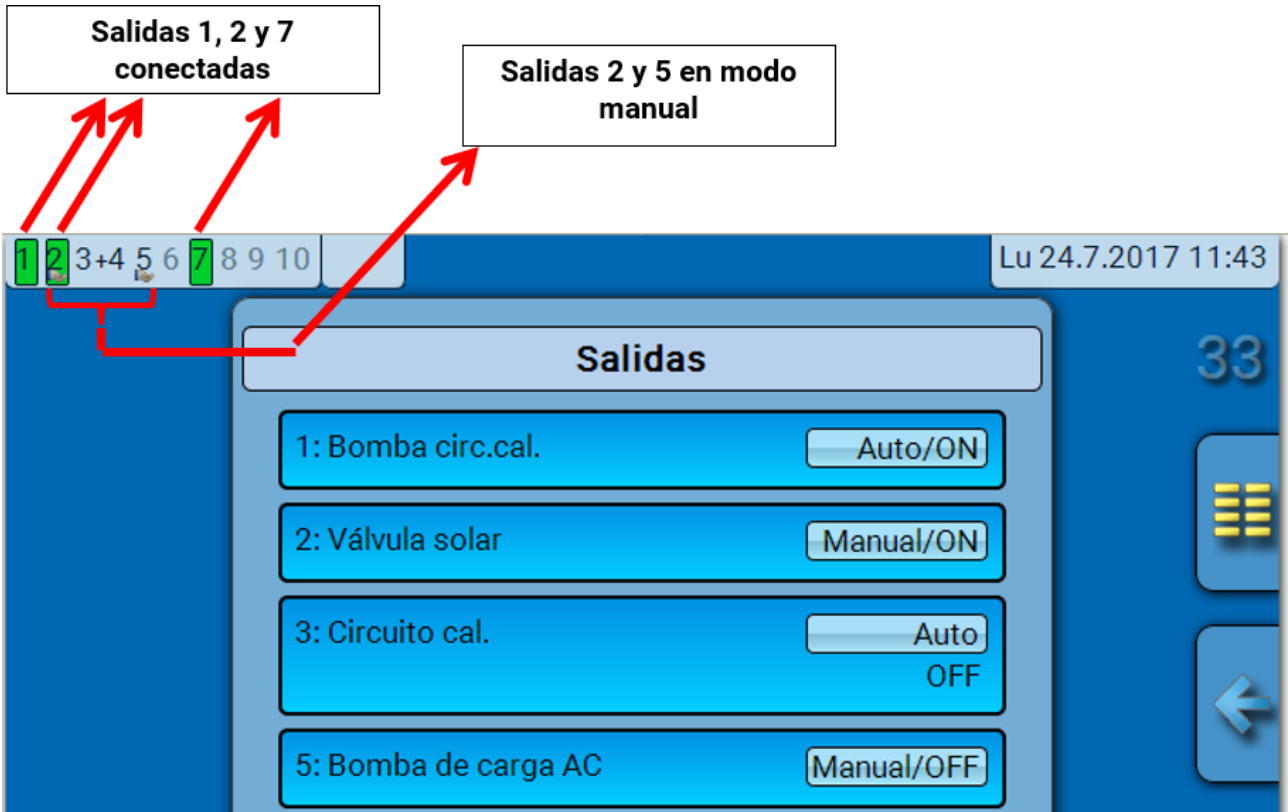 Salidas 1, 2 y 7
conectadas
Salidas 2 y 5 en modo
manual
1 2 3+4 5 6 7 8 9 10
Lu 24.7.2017 11:43
Salidas
33
1: Bomba circ.cal.
Auto/ON
2: Válvula solar
Manual/ON
3: Circuito cal.
Auto
OFF
5: Bomba de carga AC
Manual/OFF